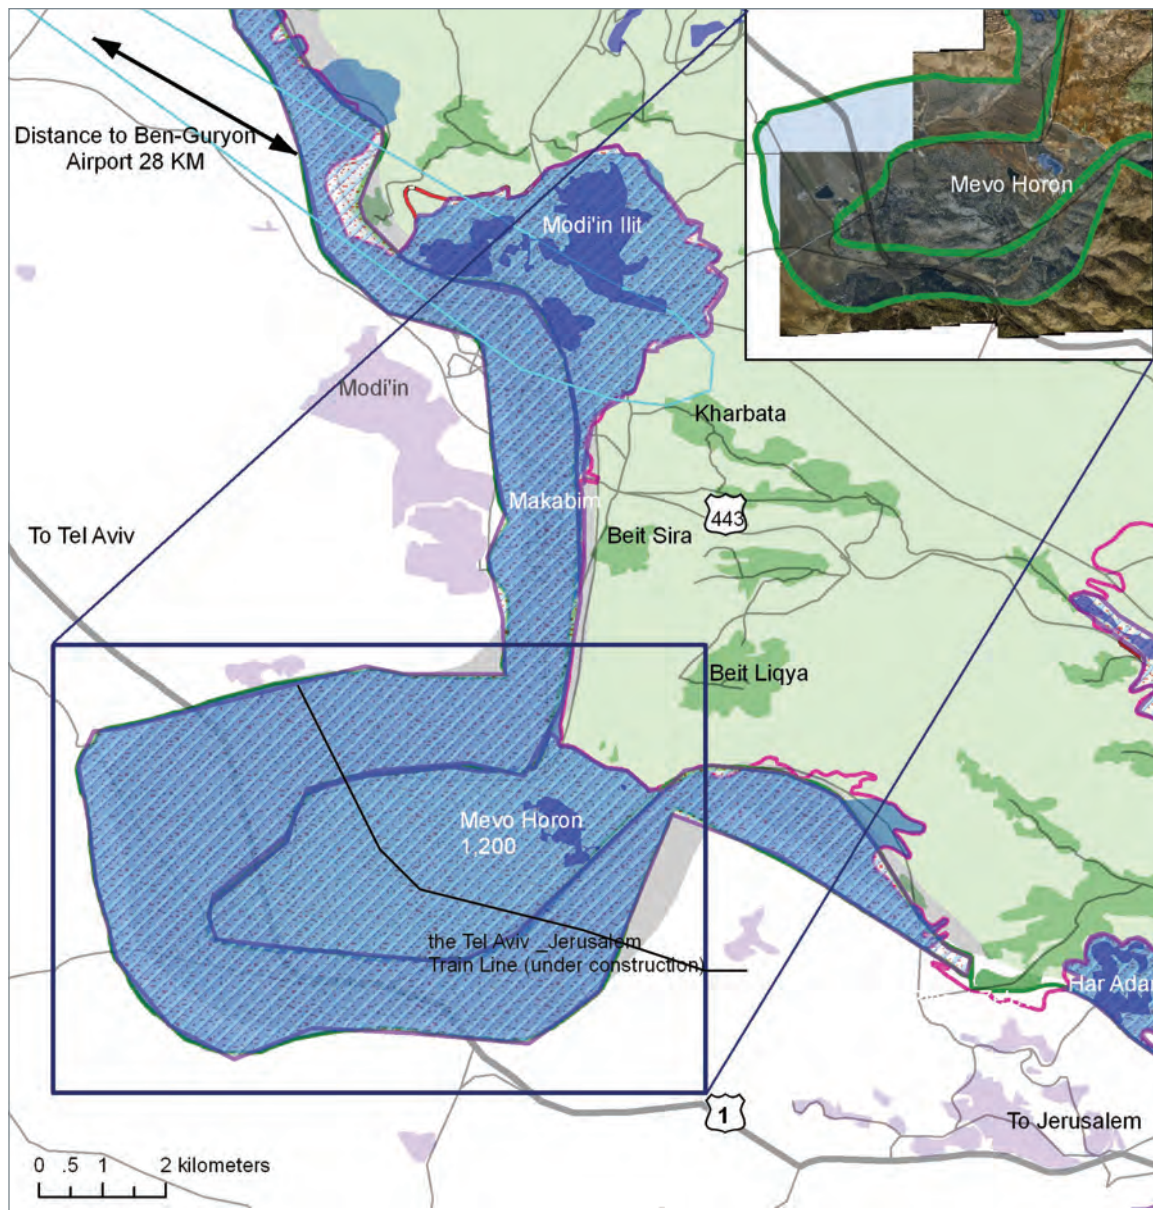 Distance to Ben-Guryon
Airport 28 KM
Mevo Horon
Modi'in Ilit
Modi'in
Kharbata
Makabim
443
To Tel Aviv
Beit Sira
Beit Liqya
Mevo Horon
1,200
the Tel Aviv _Jerusalem
Train Line (under construction)
Har Adar
1
To Jerusalem
0 .5 1 2 kilometers